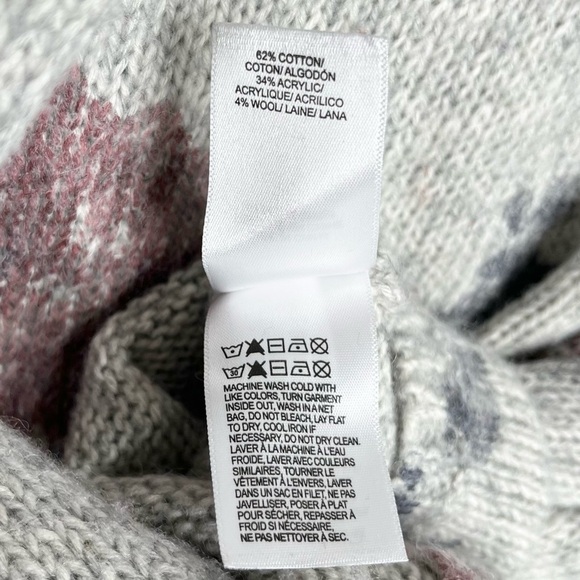 62% COTTON/
COTON/ ALGODÓN
34% ACRYLIC/
ACRYLIQUE/ ACRILICO
4% WOOL/ LAINE/ LANA
30
MACHINE WASH COLD WITH
LIKE COLORS, TURN GARMENT
INSIDE OUT, WASH IN A NET
BAG, DO NOT BLEACH, LAY FLAT
TO DRY, COOL IRON IF
NECESSARY, DO NOT DRY CLEAN.
LAVER À LA MACHINE À L'EAU
FROIDE, LAVER AVEC COULEURS
SIMILAIRES, TOURNER LE
VÊTEMENT À L'ENVERS, LAVER
DANS UN SAC EN FILET, NE PAS
JAVELLISER, POSER À PLAT
POUR SÉCHER, REPASSER À
FROID SI NÉCESSAIRE,
NE PAS NETTOYER À SEC.